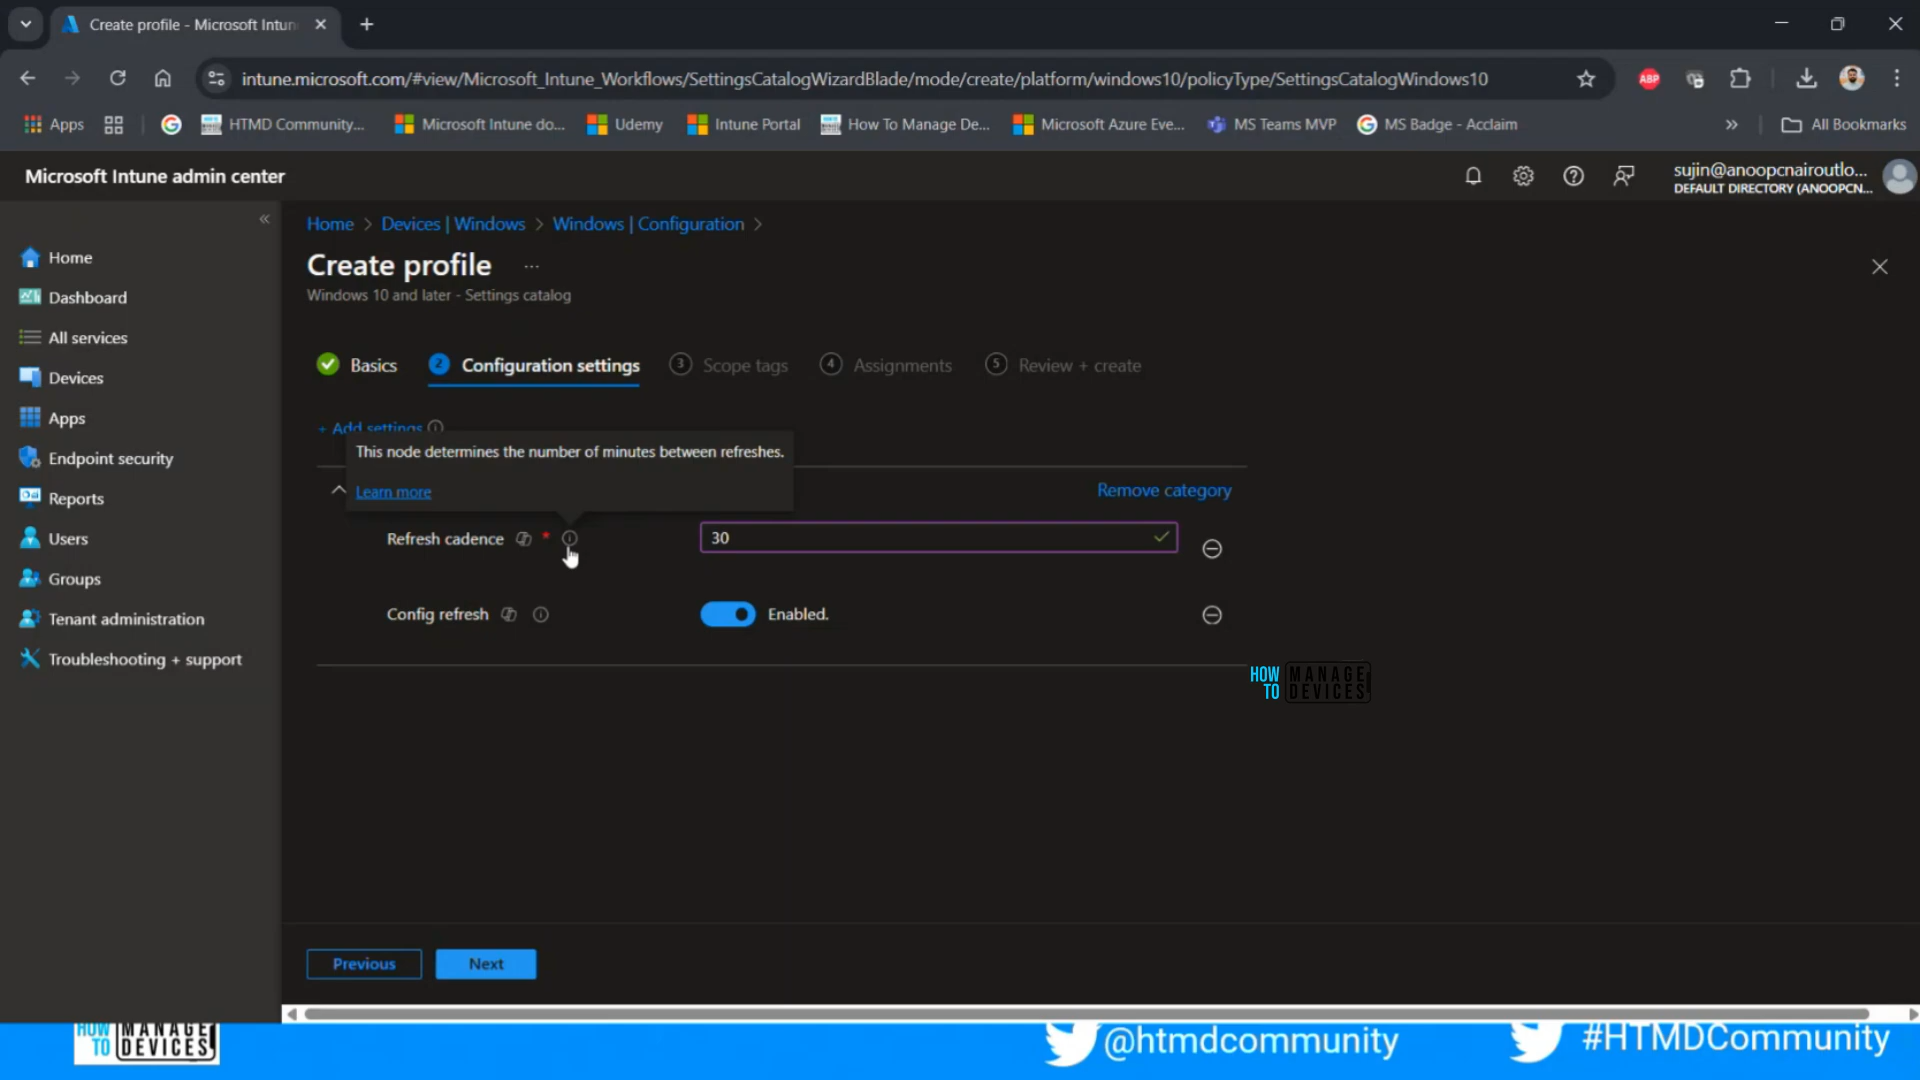 Create profile - Microsoft Intun
intune.microsoft.com/#view/Microsoft_Intune_Workflows/SettingsCatalogWizardBlade/mode/create/platform/windows10/policyType/SettingsCatalogWindows10
ABP
Apps
HTMD Community...
Microsoft Intune do...
Udemy
Intune Portal
How To Manage De...
Microsoft Azure Eve...
MS Teams MVP
MS Badge - Acclaim
»
All Bookmarks
Microsoft Intune admin center
sujin@anoopcnairoutlo...
DEFAULT DIRECTORY (ANOOPCN...
«
Home
Dashboard
All services
Devices
Apps
Endpoint security
Reports
Users
Groups
Tenant administration
Troubleshooting + support
Home > Devices | Windows > Windows | Configuration >
Create profile ...
Windows 10 and later - Settings catalog
Basics
2 Configuration settings
3 Scope tags
4 Assignments
5 Review + create
+ Add settings
This node determines the number of minutes between refreshes.
Learn more
Remove category
Refresh cadence *
30
Config refresh
Enabled.
HOW TO MANAGE DEVICES
Previous
Next
HOW TO MANAGE DEVICES
@htmdcommunity
#HTMDCommunity